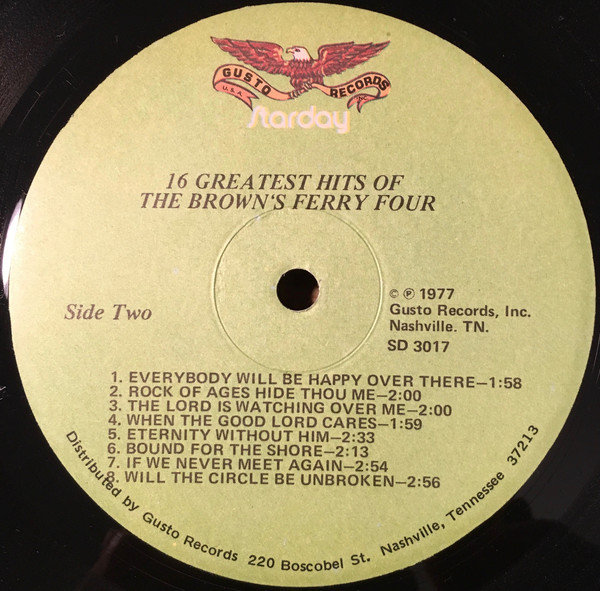 GUSTO RECORDS
U.S.A. INC.
Starday
16 GREATEST HITS OF
THE BROWN'S FERRY FOUR
Side Two
© ℗ 1977
Gusto Records, Inc.
Nashville. TN.
SD 3017
1. EVERYBODY WILL BE HAPPY OVER THERE—1:58
2. ROCK OF AGES HIDE THOU ME—2:00
3. THE LORD IS WATCHING OVER ME—2:00
4. WHEN THE GOOD LORD CARES—1:59
5. ETERNITY WITHOUT HIM—2:33
6. BOUND FOR THE SHORE—2:13
7. IF WE NEVER MEET AGAIN—2:54
8. WILL THE CIRCLE BE UNBROKEN—2:56
Distributed by Gusto Records 220 Boscobel St. Nashville, Tennessee 37213